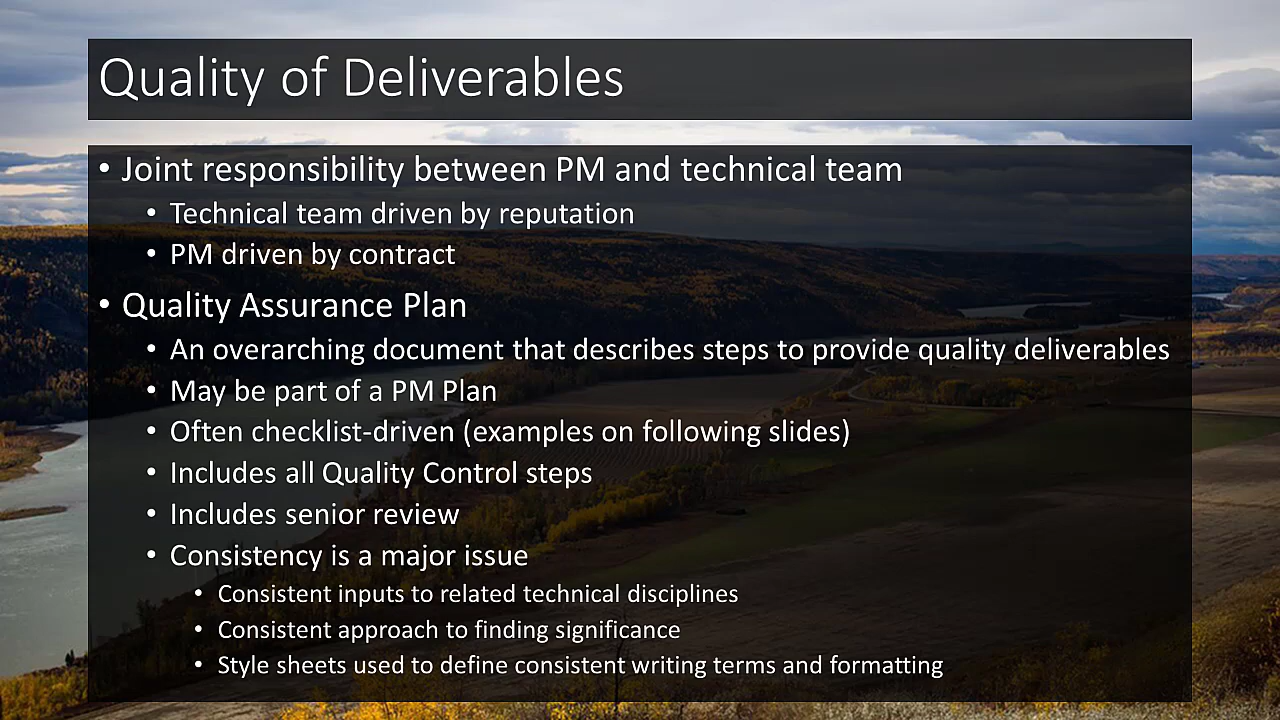 Quality of Deliverables
• Joint responsibility between PM and technical team
• Technical team driven by reputation
• PM driven by contract
• Quality Assurance Plan
• An overarching document that describes steps to provide quality deliverables
• May be part of a PM Plan
• Often checklist-driven (examples on following slides)
• Includes all Quality Control steps
• Includes senior review
• Consistency is a major issue
• Consistent inputs to related technical disciplines
• Consistent approach to finding significance
• Style sheets used to define consistent writing terms and formatting